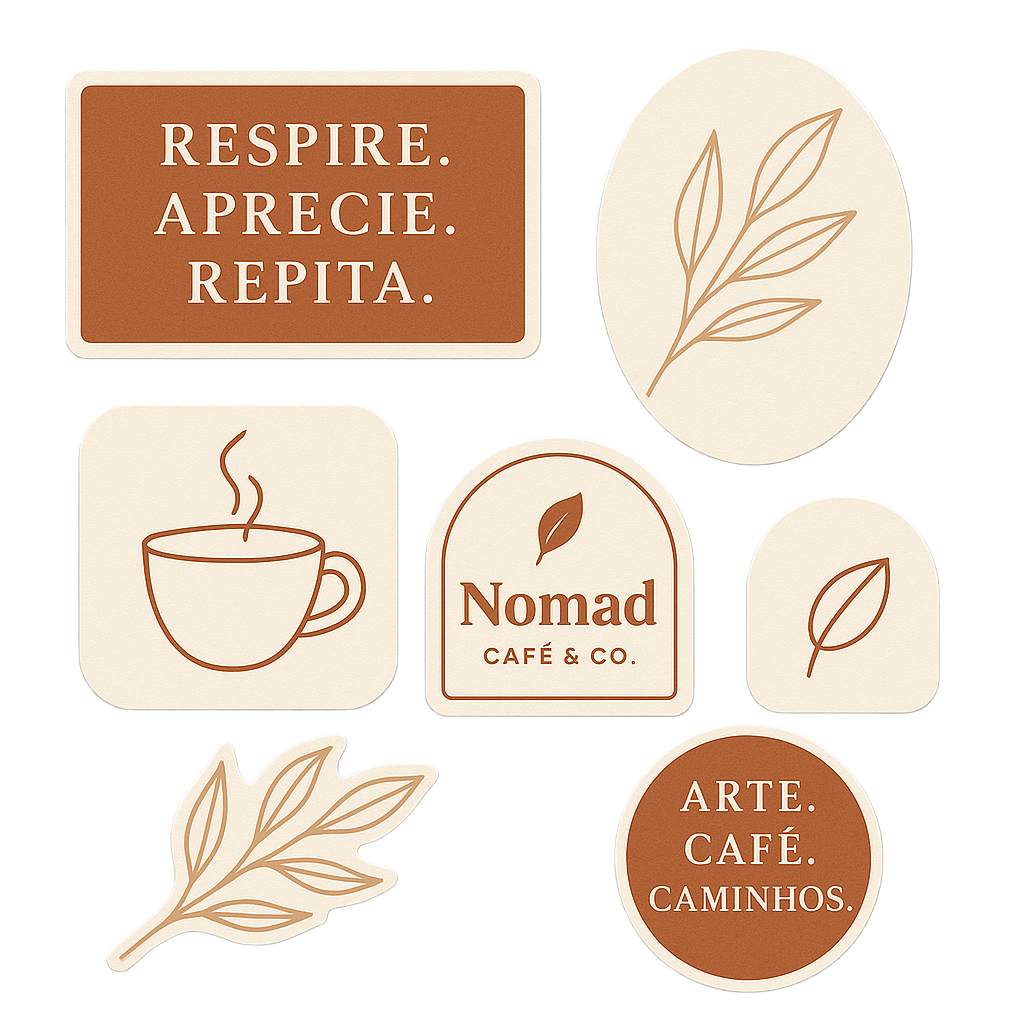 RESPIRE.
APRECIE.
REPITA.
Nomad
CAFÉ & CO.
ARTE.
CAFÉ.
CAMINHOS.